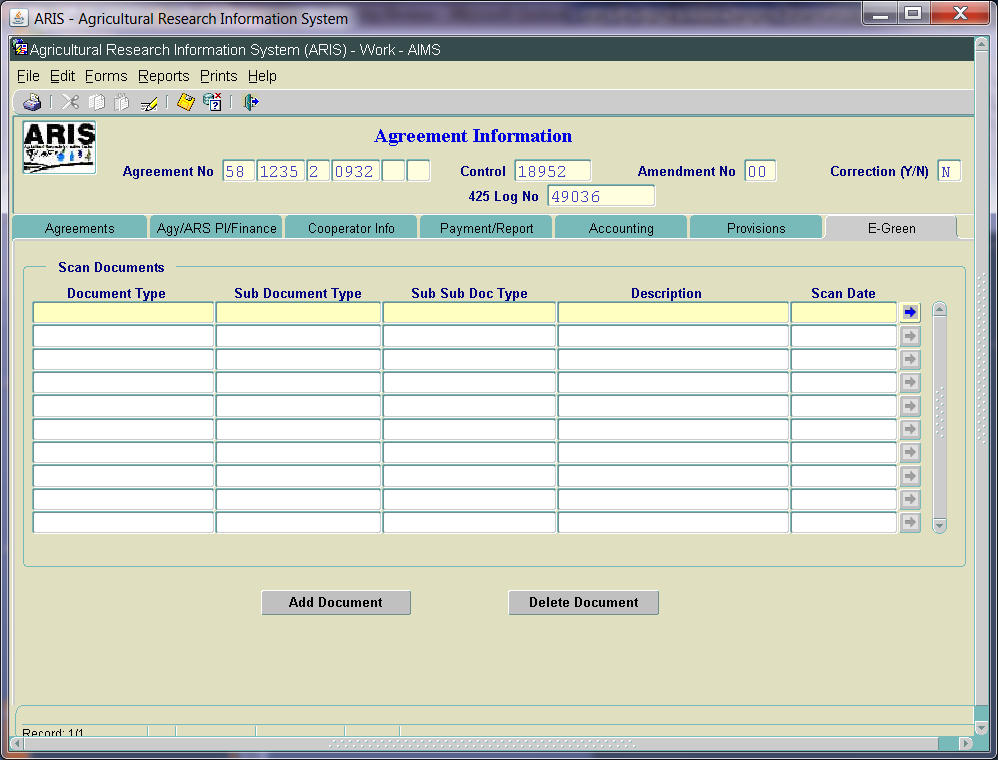 ARIS - Agricultural Research Information System
Agricultural Research Information System (ARIS) - Work - AIMS
File Edit Forms Reports Prints Help
ARIS
Agreement Information
Agreement No 58 1235 2 0932 Control 18952 Amendment No 00 Correction (Y/N) N
425 Log No 49036
Agreements Agy/ARS PI/Finance Cooperator Info Payment/Report Accounting Provisions E-Green
Scan Documents
Document Type Sub Document Type Sub Sub Doc Type Description Scan Date
Add Document Delete Document
Record: 1/1